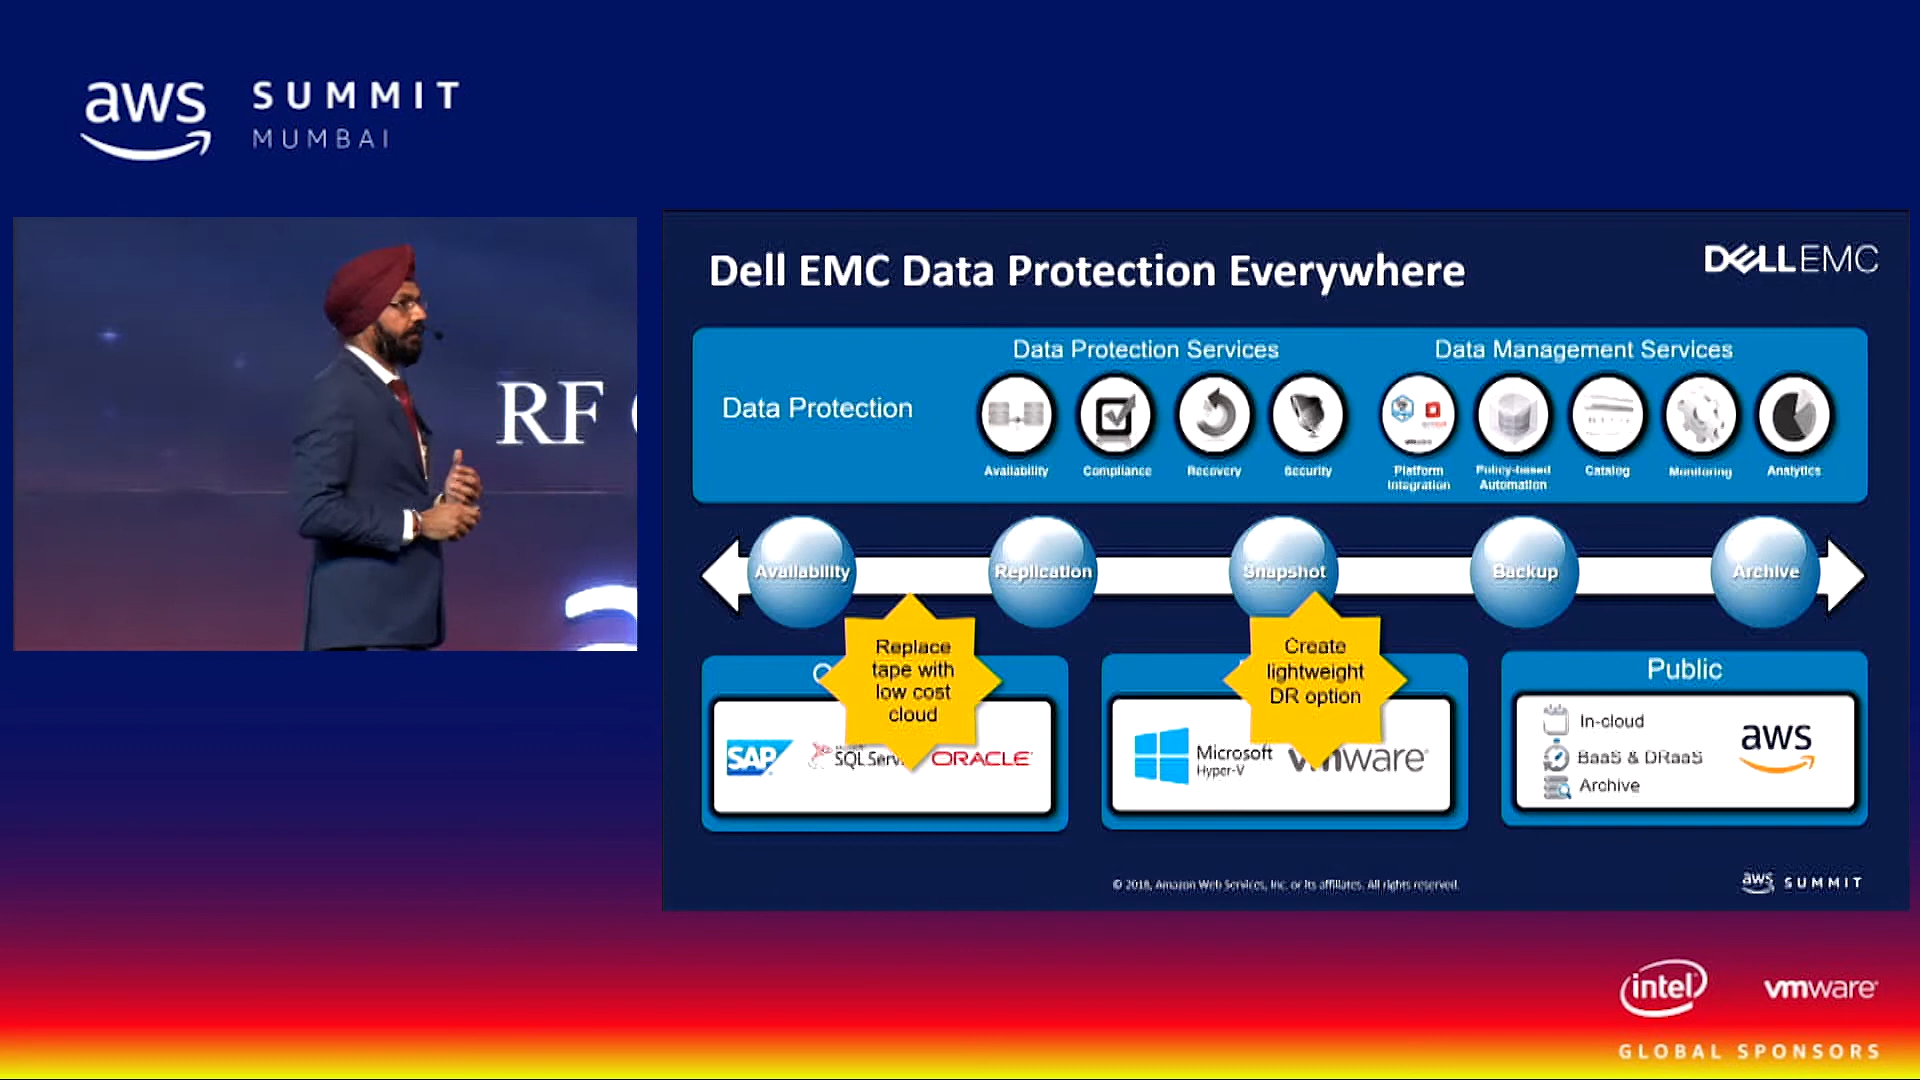 aws SUMMIT
MUMBAI
RF
Dell EMC Data Protection Everywhere
DELL EMC
Data Protection
Data Protection Services
Availability
Compliance
Recovery
Security
Data Management Services
vmware
Platform
Integration
Policy-based
Automation
Catalog
Monitoring
Analytics
Availability
Replication
Snapshot
Backup
Archive
Replace
tape with
low cost
cloud
SAP
ORACLE
Create
lightweight
DR option
Microsoft
Hyper-V
vmware
Public
In-cloud
BaaS & DRaaS
Archive
aws
© 2018, Amazon Web Services, Inc. or its affiliates. All rights reserved.
aws SUMMIT
intel
vmware
GLOBAL SPONSORS